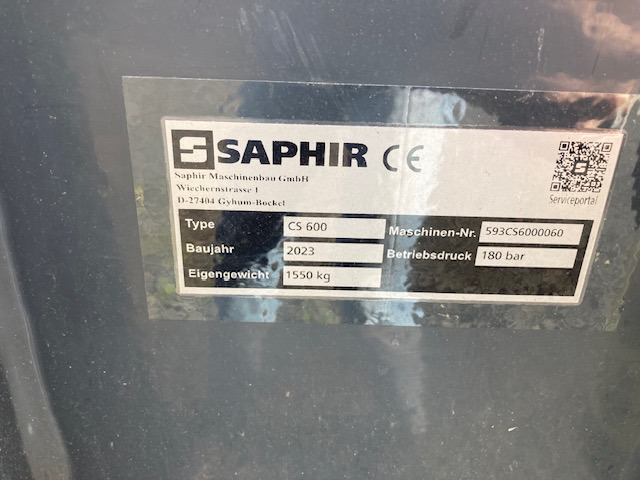 SAPHIR CE
Saphir Maschinenbau GmbH
Wiechernstrasse 1
D-27404 Gyhum-Bockel
Serviceportal
Type CS 600 Maschinen-Nr. 593CS6000060
Baujahr 2023 Betriebsdruck 180 bar
Eigengewicht 1550 kg